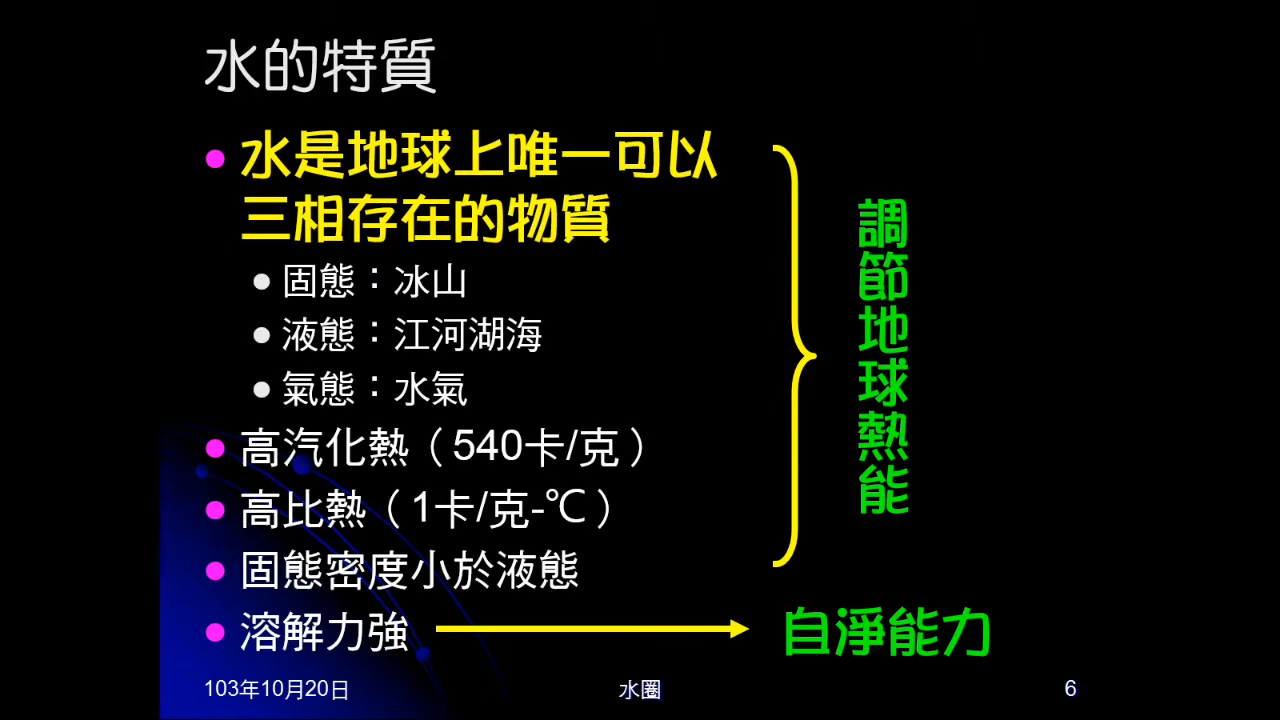 水的特質
水是地球上唯一可以
三相存在的物質
固態：冰山
液態：江河湖海
氣態：水氣
高汽化熱（540卡/克）
高比熱（1卡/克-℃）
固態密度小於液態
溶解力強
調節地球熱能
自淨能力
103年10月20日
水圈
6